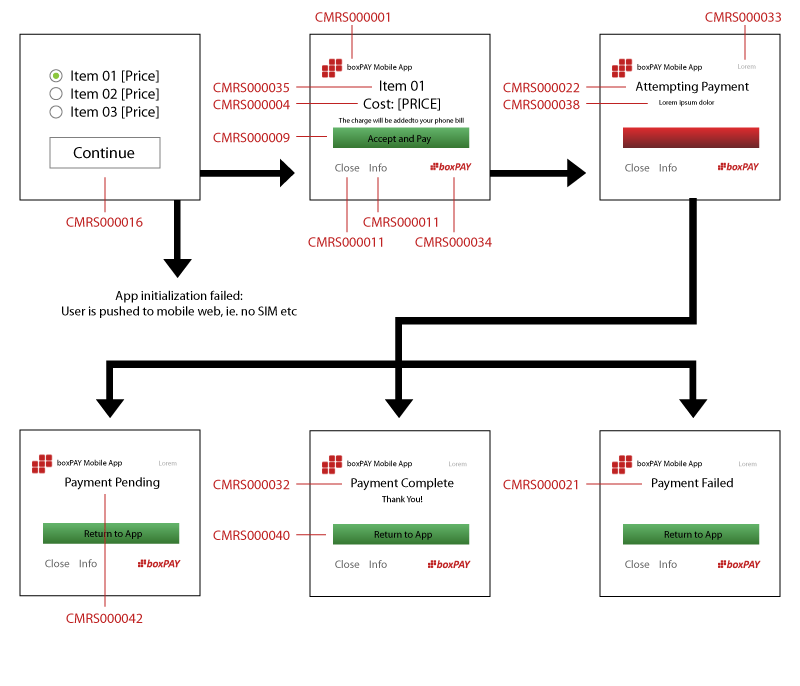 CMRS000001
CMRS000033
Item 01 [Price]
Item 02 [Price]
Item 03 [Price]
Continue
CMRS000016
App initialization failed:
User is pushed to mobile web, ie. no SIM etc
boxPAY Mobile App
CMRS000035
Item 01
CMRS000004
Cost: [PRICE]
The charge will be addedto your phone bill
CMRS000009
Accept and Pay
Close
Info
boxPAY
CMRS000011
CMRS000011
CMRS000034
boxPAY Mobile App
Lorem
CMRS000022
Attempting Payment
CMRS000038
Lorem ipsum dolor
Close
Info
boxPAY
boxPAY Mobile App
Lorem
Payment Pending
Return to App
Close
Info
boxPAY
CMRS000042
boxPAY Mobile App
Lorem
CMRS000032
Payment Complete
Thank You!
CMRS000040
Return to App
Close
Info
boxPAY
boxPAY Mobile App
Lorem
CMRS000021
Payment Failed
Return to App
Close
Info
boxPAY